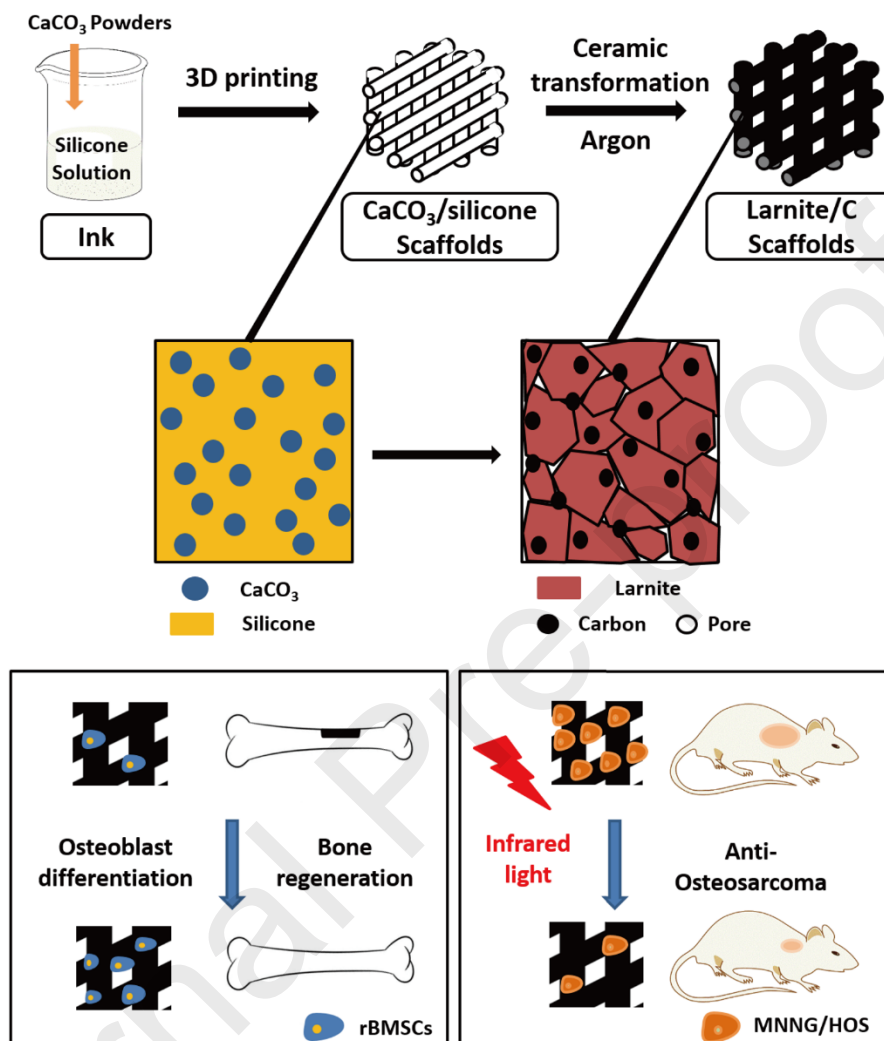 CaCO₃ Powders
Silicone
Solution
Ink
3D printing
CaCO₃/silicone
Scaffolds
Ceramic
transformation
Argon
Larnite/C
Scaffolds
CaCO₃
Silicone
Larnite
Carbon
Pore
Osteoblast
differentiation
Bone
regeneration
rBMSCs
Infrared
light
Anti-
Osteosarcoma
MNNG/HOS
nal Pre-proof